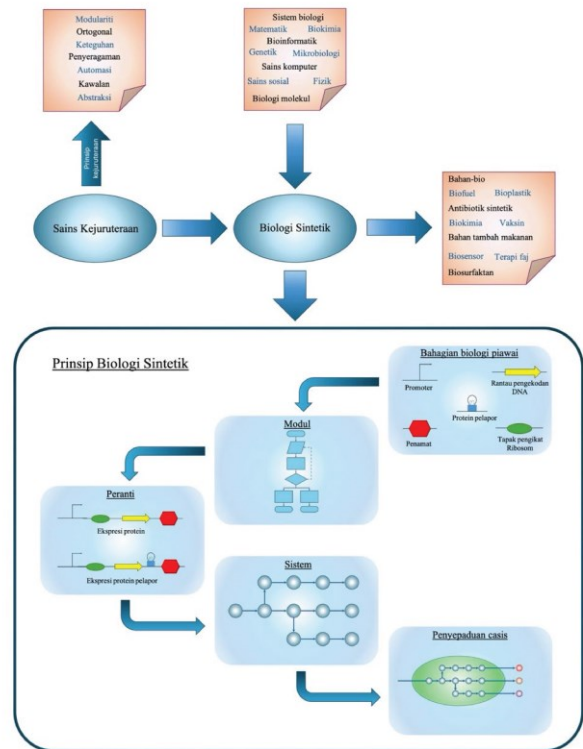 Modulariti
Ortogonal
Keteguhan
Penyeragaman
Automasi
Kawalan
Abstraksi
Sistem biologi
Matematik Biokimia
Bioinformatik
Genetik Mikrobiologi
Sains komputer
Sains sosial Fizik
Biologi molekul
Prinsip
kejuruteraan
Sains Kejuruteraan
Biologi Sintetik
Bahan-bio
Biofuel Bioplastik
Antibiotik sintetik
Biokimia Vaksin
Bahan tambah makanan
Biosensor Terapi faj
Biosurfaktan
Prinsip Biologi Sintetik
Bahagian biologi piawai
Promoter
Rantau pengekodan
DNA
Protein pelapor
Penamat
Tapak pengikat
Ribosom
Modul
Peranti
Ekspresi protein
Ekspresi protein pelapor
Sistem
Penyepaduan casis